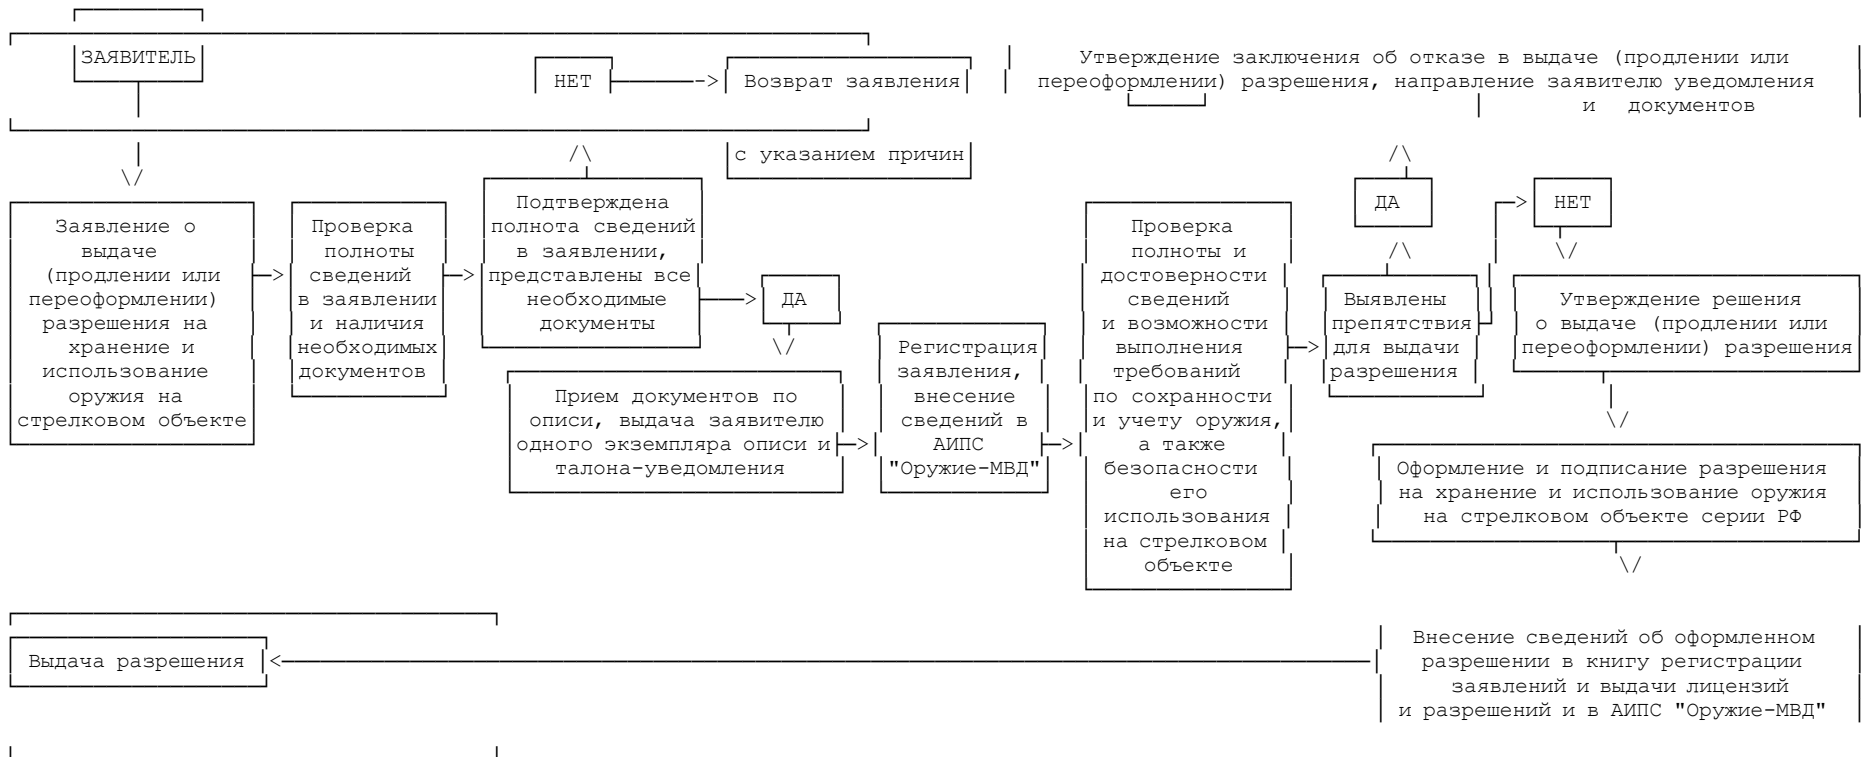 ЗАЯВИТЕЛЬ
НЕТ
Возврат заявления
с указанием причин
Утверждение заключения об отказе в выдаче (продлении или
переоформлении) разрешения, направление заявителю уведомления
и документов
Заявление о
выдаче
(продлении или
переоформлении)
разрешения на
хранение и
использование
оружия на
стрелковом объекте
Проверка
полноты
сведений
в заявлении
и наличия
необходимых
документов
Подтверждена
полнота сведений
в заявлении,
представлены все
необходимые
документы
ДА
Прием документов по
описи, выдача заявителю
одного экземпляра описи и
талона-уведомления
Регистрация
заявления,
внесение
сведений в
АИПС
"Оружие-МВД"
Проверка
полноты и
достоверности
сведений
и возможности
выполнения
требований
по сохранности
и учету оружия,
а также
безопасности
его
использования
на стрелковом
объекте
ДА
Выявлены
препятствия
для выдачи
разрешения
НЕТ
Утверждение решения
о выдаче (продлении или
переоформлении) разрешения
Оформление и подписание разрешения
на хранение и использование оружия
на стрелковом объекте серии РФ
Внесение сведений об оформленном
разрешении в книгу регистрации
заявлений и выдачи лицензий
и разрешений и в АИПС "Оружие-МВД"
Выдача разрешения